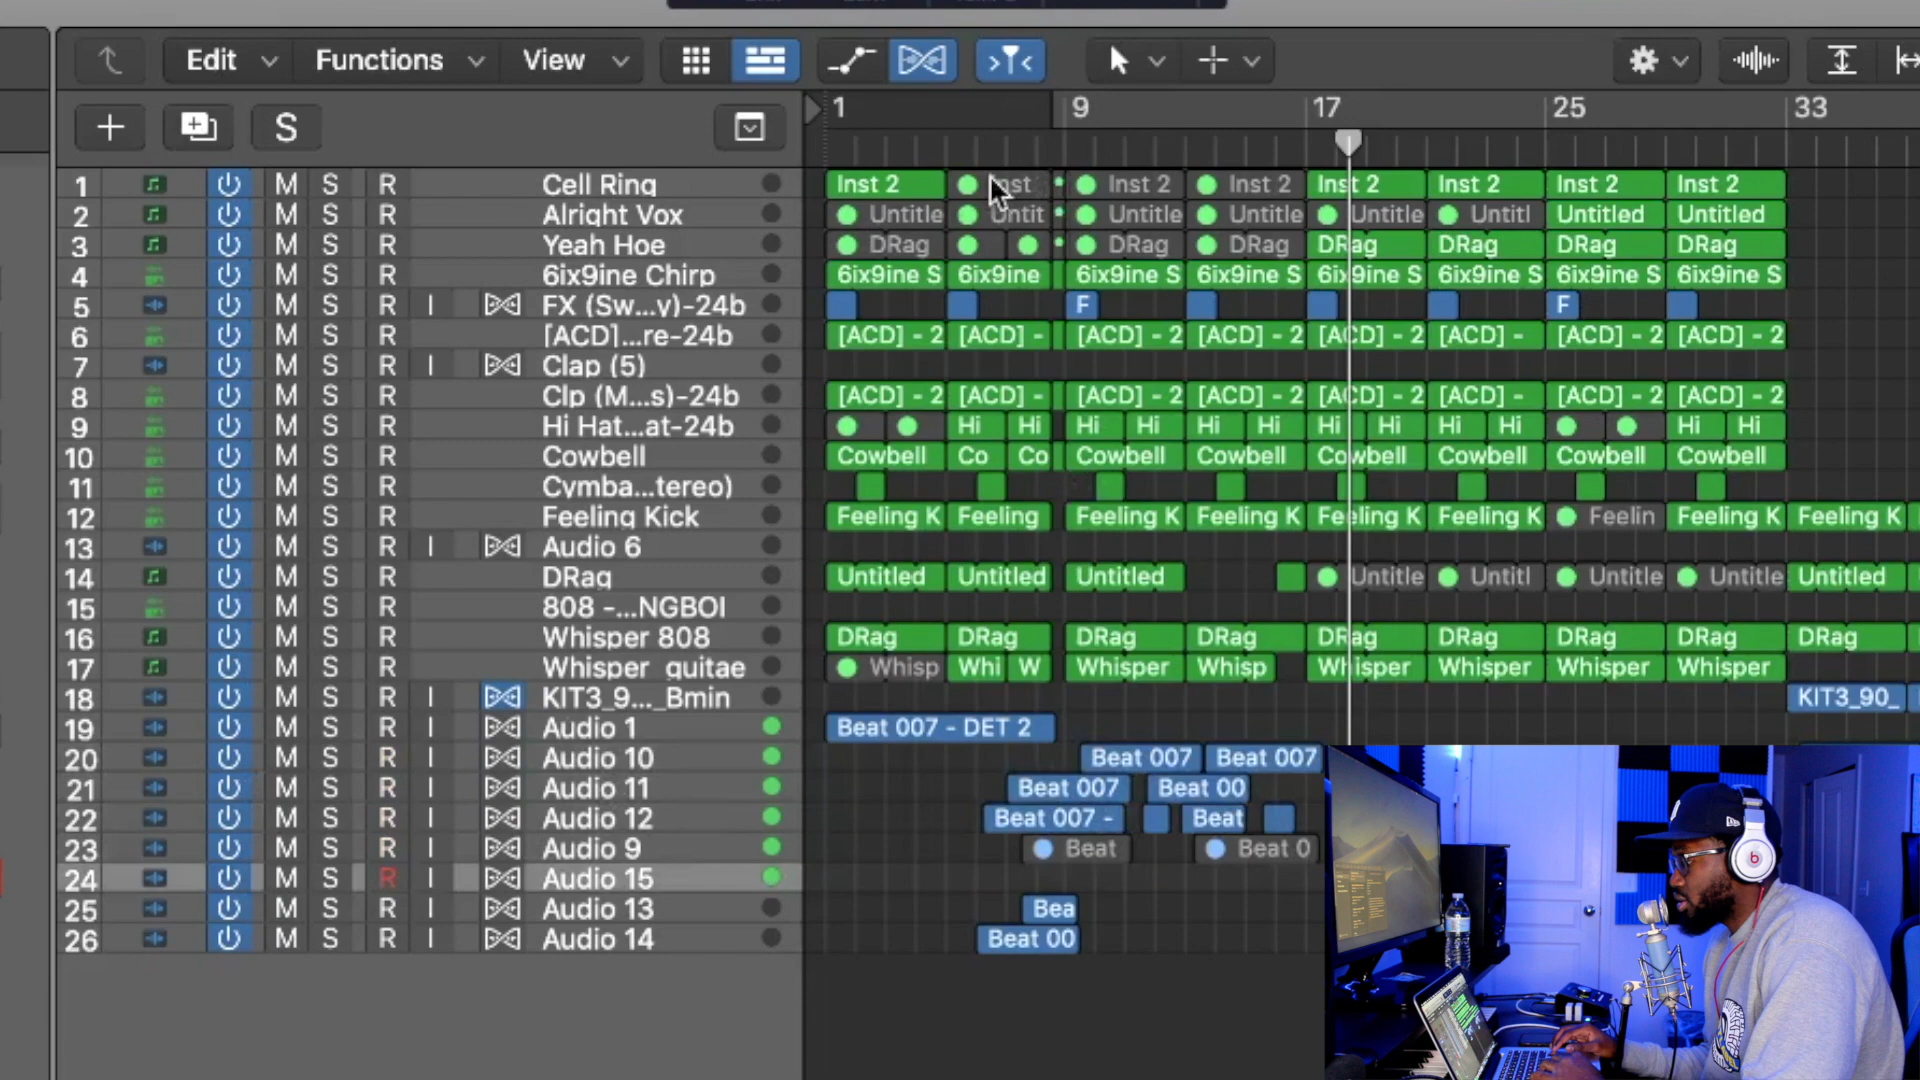 Edit Functions View
S
1 9 17 25 33
1 M S R Cell Ring Inst 2 Inst Inst 2 Inst 2 Inst 2 Inst 2 Inst 2 Inst 2
2 M S R Alright Vox Untitle Untit Untitle Untitle Untitle Untitl Untitled Untitled
3 M S R Yeah Hoe DRag DRag DRag DRag DRag DRag DRag
4 M S R 6ix9ine Chirp 6ix9ine S 6ix9ine 6ix9ine S 6ix9ine S 6ix9ine S 6ix9ine S 6ix9ine S 6ix9ine S
5 M S R I FX (Sw...y)-24b F F
6 M S R [ACD]...re-24b [ACD] - 2 [ACD] - [ACD] - 2 [ACD] - 2 [ACD] - 2 [ACD] - [ACD] - 2 [ACD] - 2
7 M S R I Clap (5)
8 M S R Clp (M...s)-24b [ACD] - 2 [ACD] - [ACD] - 2 [ACD] - 2 [ACD] - 2 [ACD] - [ACD] - 2 [ACD] - 2
9 M S R Hi Hat...at-24b Hi Hi Hi Hi Hi Hi Hi Hi Hi Hi Hi Hi
10 M S R Cowbell Cowbell Co Co Cowbell Cowbell Cowbell Cowbell Cowbell Cowbell
11 M S R Cymba...tereo)
12 M S R Feeling Kick Feeling K Feeling Feeling K Feeling K Feeling K Feeling K Feelin Feeling K Feeling K
13 M S R I Audio 6
14 M S R DRag Untitled Untitled Untitled Untitle Untitl Untitle Untitle Untitled
15 M S R 808 -...NGBOI
16 M S R Whisper 808 DRag DRag DRag DRag DRag DRag DRag DRag DRag
17 M S R Whisper guitae Whisp Whi W Whisper Whisp Whisper Whisper Whisper Whisper
18 M S R I KIT3_9..._Bmin KIT3_90_
19 M S R I Audio 1 Beat 007 - DET 2
20 M S R I Audio 10 Beat 007 Beat 007
21 M S R I Audio 11 Beat 007 Beat 00
22 M S R I Audio 12 Beat 007 - Beat
23 M S R I Audio 9 Beat Beat 0
24 M S R I Audio 15
25 M S R I Audio 13 Bea
26 M S R I Audio 14 Beat 00